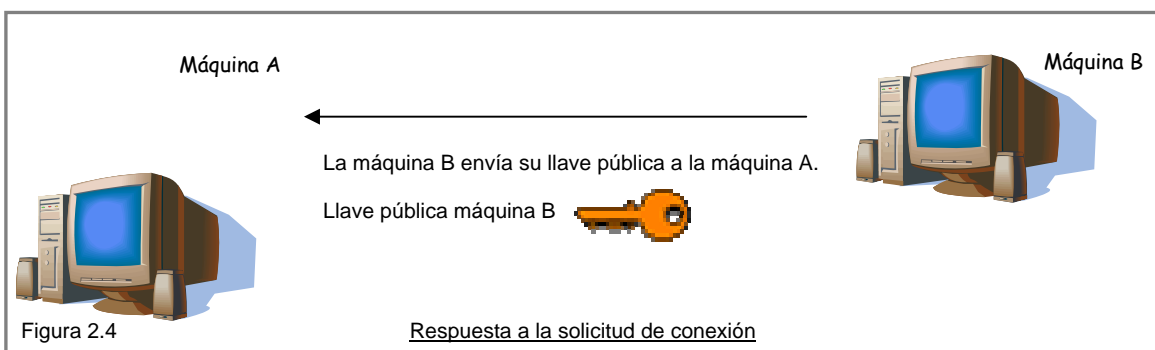 Máquina A
Máquina B
La máquina B envía su llave pública a la máquina A.
Llave pública máquina B
Figura 2.4
Respuesta a la solicitud de conexión